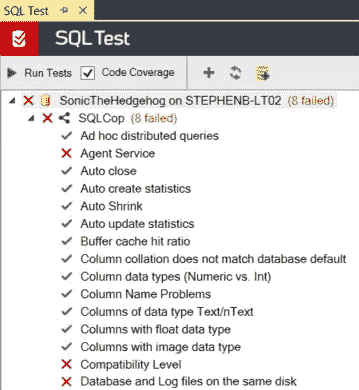 SQL Test
SQL Test
Run Tests Code Coverage
SonicTheHedgehog on STEPHENB-LT02 (8 failed)
SQLCop (8 failed)
Ad hoc distributed queries
Agent Service
Auto close
Auto create statistics
Auto Shrink
Auto update statistics
Buffer cache hit ratio
Column collation does not match database default
Column data types (Numeric vs. Int)
Column Name Problems
Columns of data type Text/nText
Columns with float data type
Columns with image data type
Compatibility Level
Database and Log files on the same disk